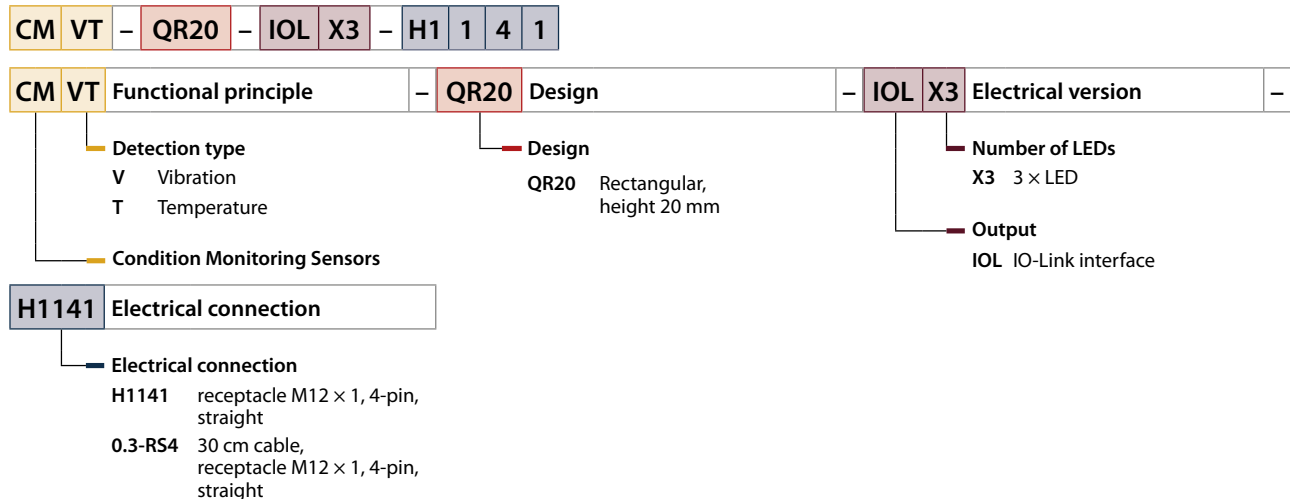 CM VT – QR20 – IOL X3 – H1 1 4 1
CM VT Functional principle – QR20 Design – IOL X3 Electrical version –
Detection type
V Vibration
T Temperature
Condition Monitoring Sensors
Design
QR20 Rectangular,
height 20 mm
Number of LEDs
X3 3 × LED
Output
IOL IO-Link interface
H1141 Electrical connection
Electrical connection
H1141 receptacle M12 × 1, 4-pin,
straight
0.3-RS4 30 cm cable,
receptacle M12 × 1, 4-pin,
straight